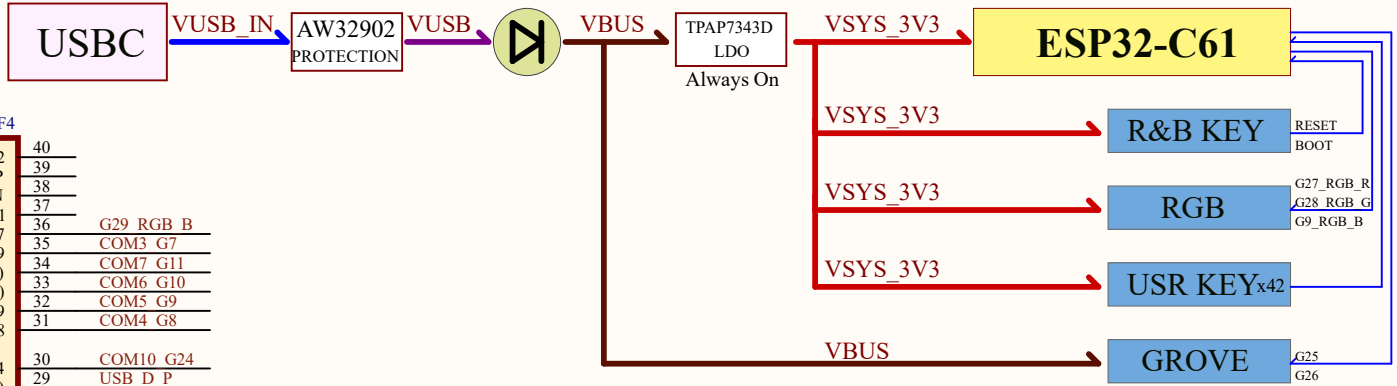 USBC
VUSB_IN
AW32902
PROTECTION
VUSB
VBUS
TPAP7343D
LDO
Always On
VSYS_3V3
ESP32-C61
VSYS_3V3
R&B KEY
RESET
BOOT
VSYS_3V3
RGB
G27_RGB_R
G28_RGB_G
G9_RGB_B
VSYS_3V3
USR KEYx42
VBUS
GROVE
G25
G26
F4
40
39
38
37
36 G29_RGB_B
35 COM3_G7
34 COM7_G11
33 COM6_G10
32 COM5_G9
31 COM4_G8
30 COM10_G24
29 USB_D_P